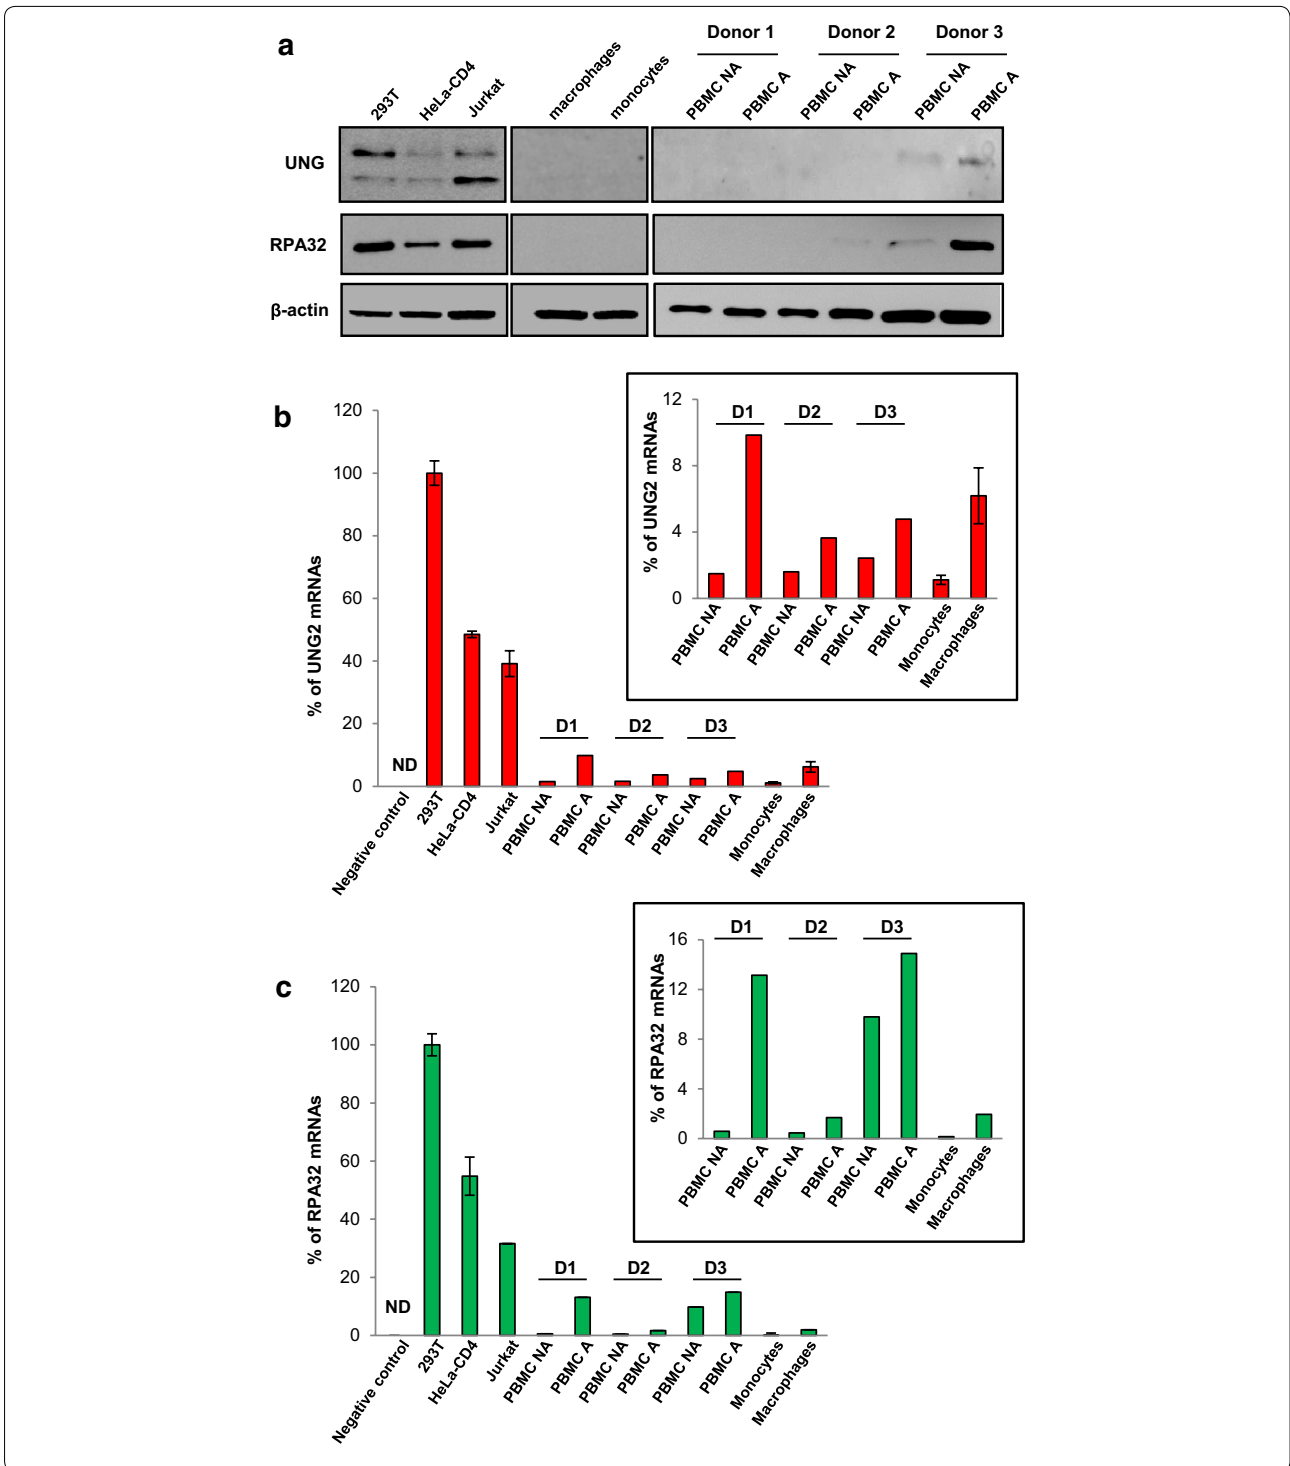 a
Donor 1
Donor 2
Donor 3
293T
HeLa-CD4
Jurkat
macrophages
monocytes
PBMC NA
PBMC A
PBMC NA
PBMC A
PBMC NA
PBMC A
UNG
RPA32
β-actin
b
% of UNG2 mRNAs
120
100
80
60
40
20
0
ND
D1
D2
D3
Negative control
293T
HeLa-CD4
Jurkat
PBMC NA
PBMC A
PBMC NA
PBMC A
PBMC NA
PBMC A
Monocytes
Macrophages
% of UNG2 mRNAs
12
8
4
0
D1
D2
D3
PBMC NA
PBMC A
PBMC NA
PBMC A
PBMC NA
PBMC A
Monocytes
Macrophages
c
% of RPA32 mRNAs
120
100
80
60
40
20
0
ND
D1
D2
D3
Negative control
293T
HeLa-CD4
Jurkat
PBMC NA
PBMC A
PBMC NA
PBMC A
PBMC NA
PBMC A
Monocytes
Macrophages
% of RPA32 mRNAs
16
12
8
4
0
D1
D2
D3
PBMC NA
PBMC A
PBMC NA
PBMC A
PBMC NA
PBMC A
Monocytes
Macrophages